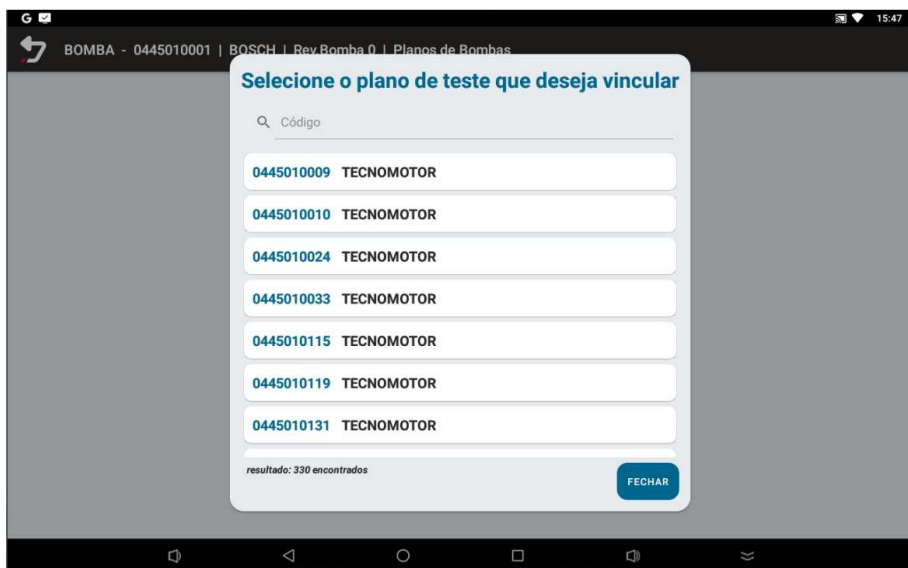 G 15:47
BOMBA - 0445010001 | BOSCH | Rev.Bomba 0 | Planos de Bombas
Selecione o plano de teste que deseja vincular
Código
0445010009 TECNOMOTOR
0445010010 TECNOMOTOR
0445010024 TECNOMOTOR
0445010033 TECNOMOTOR
0445010115 TECNOMOTOR
0445010119 TECNOMOTOR
0445010131 TECNOMOTOR
resultado: 330 encontrados
FECHAR